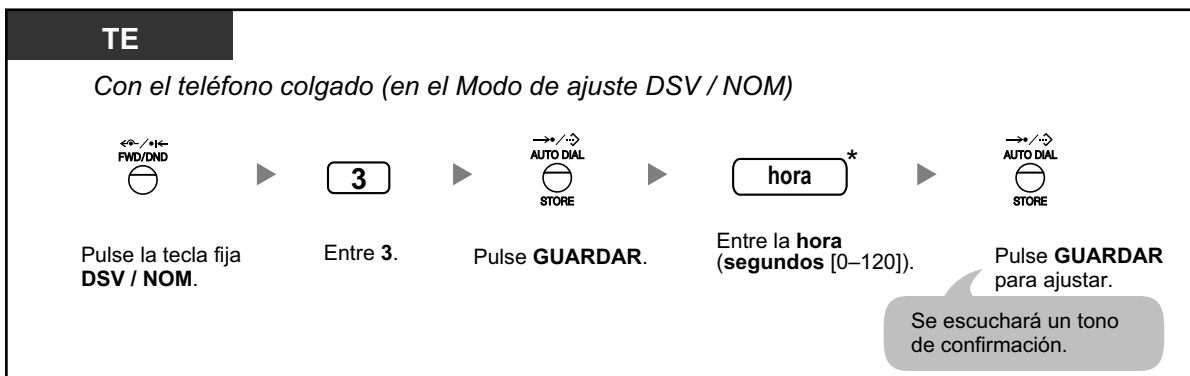 TE
Con el teléfono colgado (en el Modo de ajuste DSV / NOM)
FWD/DND
3
AUTO DIAL
STORE
hora*
AUTO DIAL
STORE
Pulse la tecla fija
DSV / NOM.
Entre 3.
Pulse GUARDAR.
Entre la hora
(segundos [0–120]).
Pulse GUARDAR
para ajustar.
Se escuchará un tono
de confirmación.